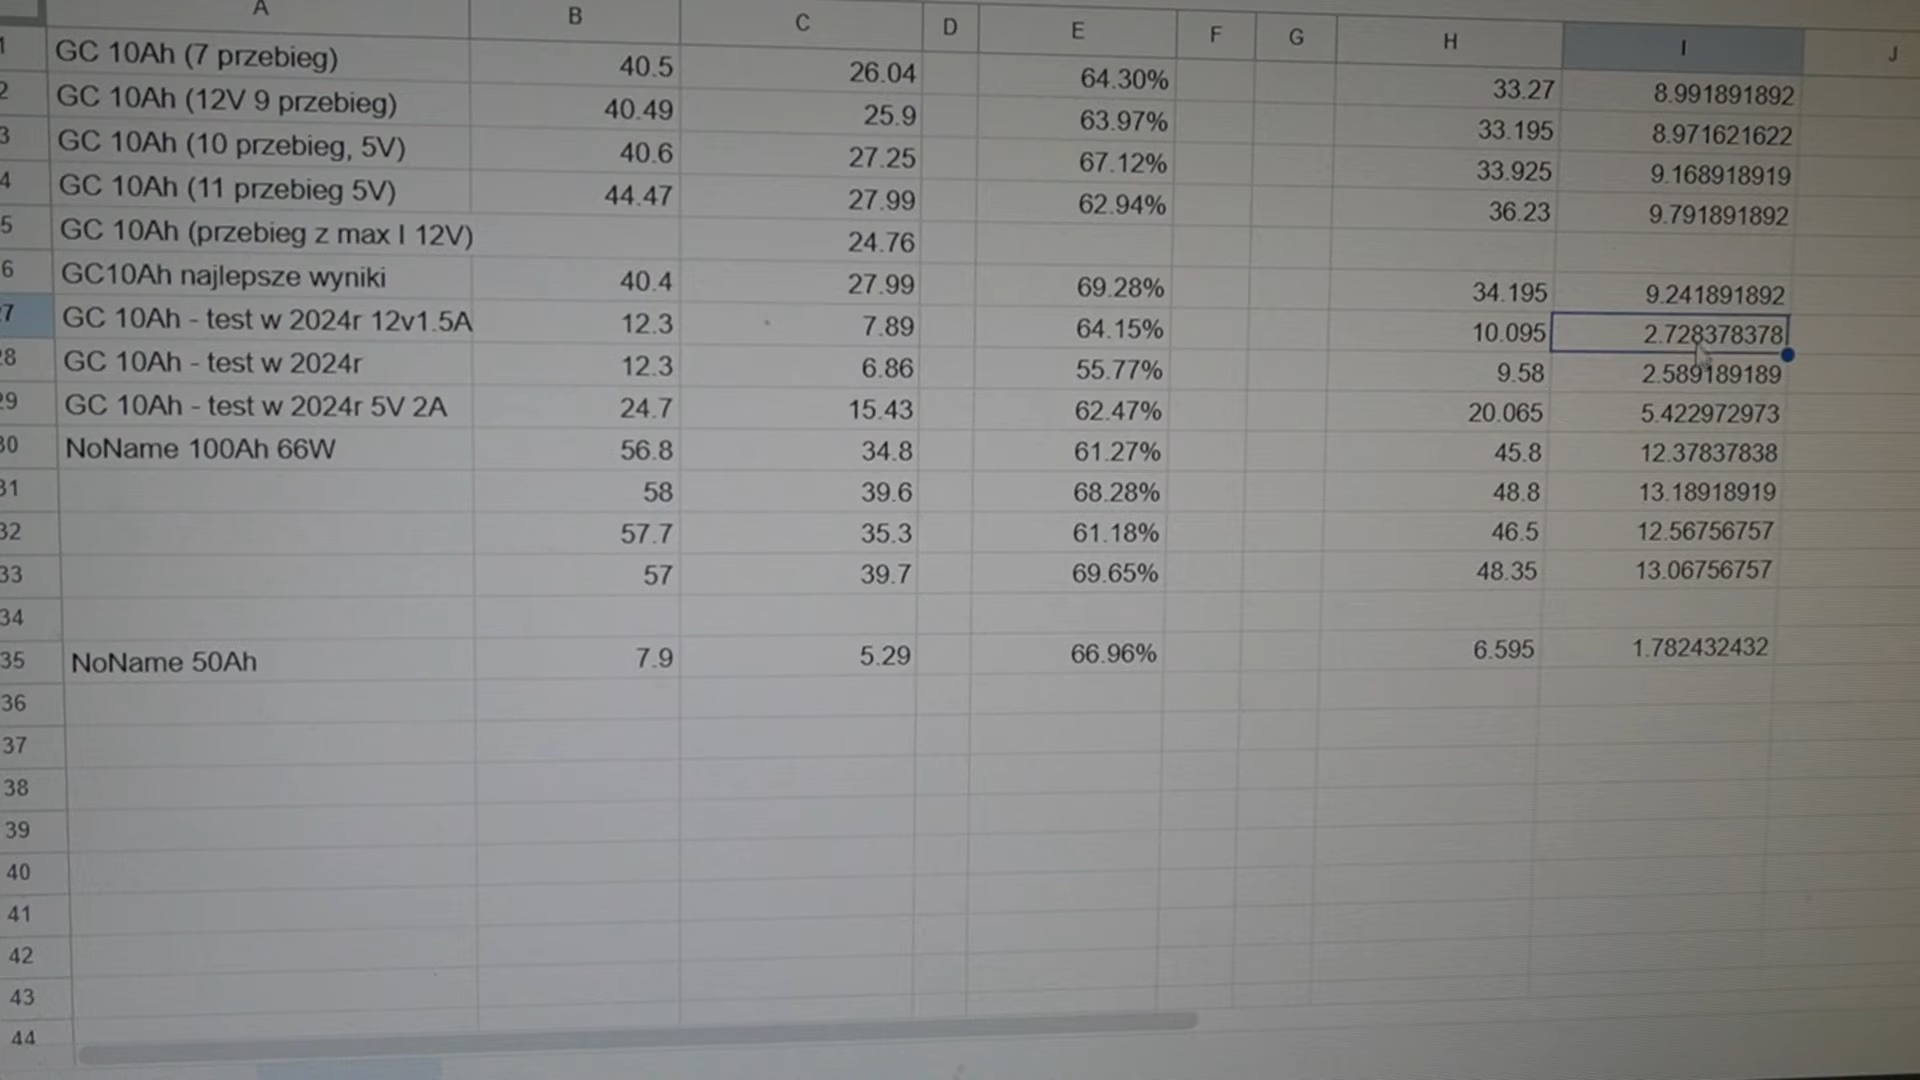 A B C D E F G H I J
1 GC 10Ah (7 przebieg) 40.5 26.04 64.30% 33.27 8.991891892
2 GC 10Ah (12V 9 przebieg) 40.49 25.9 63.97% 33.195 8.971621622
3 GC 10Ah (10 przebieg, 5V) 40.6 27.25 67.12% 33.925 9.168918919
4 GC 10Ah (11 przebieg 5V) 44.47 27.99 62.94% 36.23 9.791891892
5 GC 10Ah (przebieg z max I 12V) 24.76
6 GC10Ah najlepsze wyniki 40.4 27.99 69.28% 34.195 9.241891892
27 GC 10Ah - test w 2024r 12v1.5A 12.3 7.89 64.15% 10.095 2.728378378
28 GC 10Ah - test w 2024r 12.3 6.86 55.77% 9.58 2.589189189
29 GC 10Ah - test w 2024r 5V 2A 24.7 15.43 62.47% 20.065 5.422972973
30 NoName 100Ah 66W 56.8 34.8 61.27% 45.8 12.37837838
31 58 39.6 68.28% 48.8 13.18918919
32 57.7 35.3 61.18% 46.5 12.56756757
33 57 39.7 69.65% 48.35 13.06756757
34
35 NoName 50Ah 7.9 5.29 66.96% 6.595 1.782432432
36
37
38
39
40
41
42
43
44